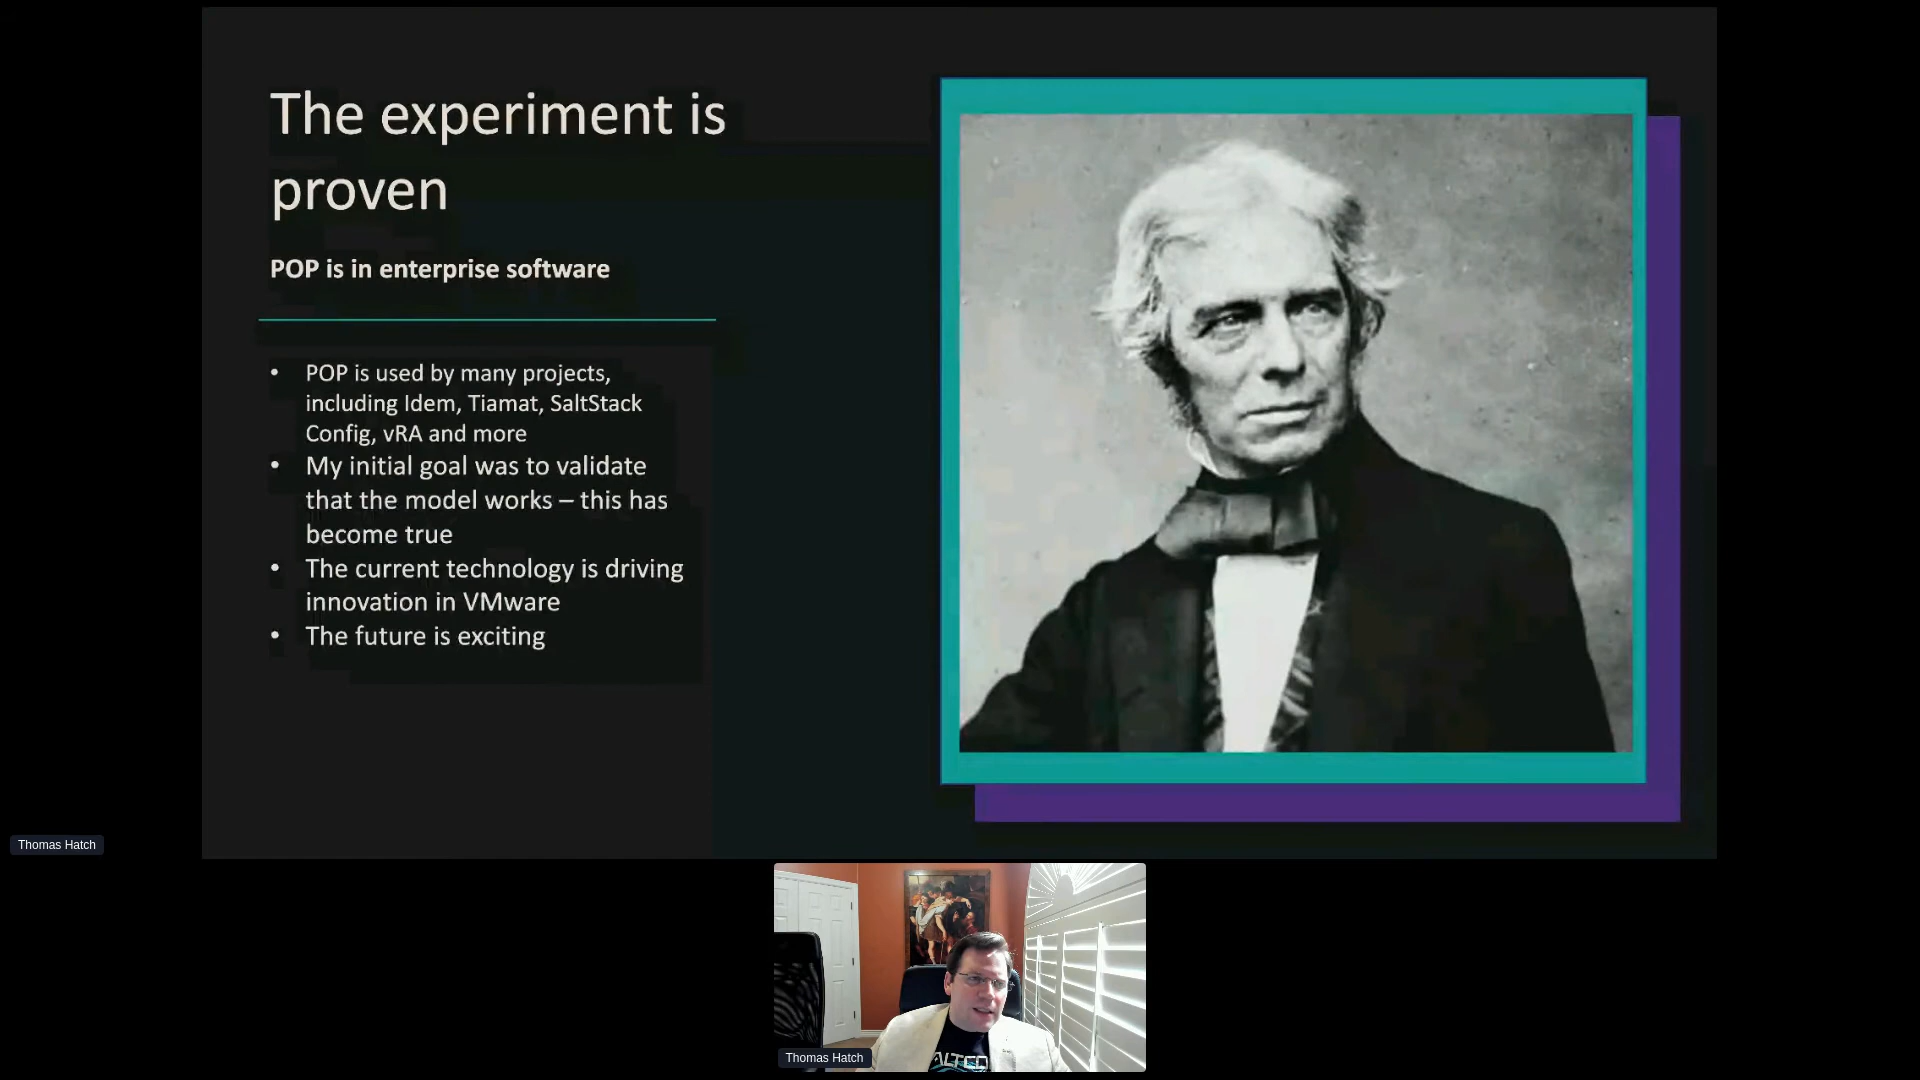 The experiment is
proven
POP is in enterprise software
• POP is used by many projects,
including Idem, Tiamat, SaltStack
Config, vRA and more
• My initial goal was to validate
that the model works – this has
become true
• The current technology is driving
innovation in VMware
• The future is exciting
Thomas Hatch
ALTCO
Thomas Hatch